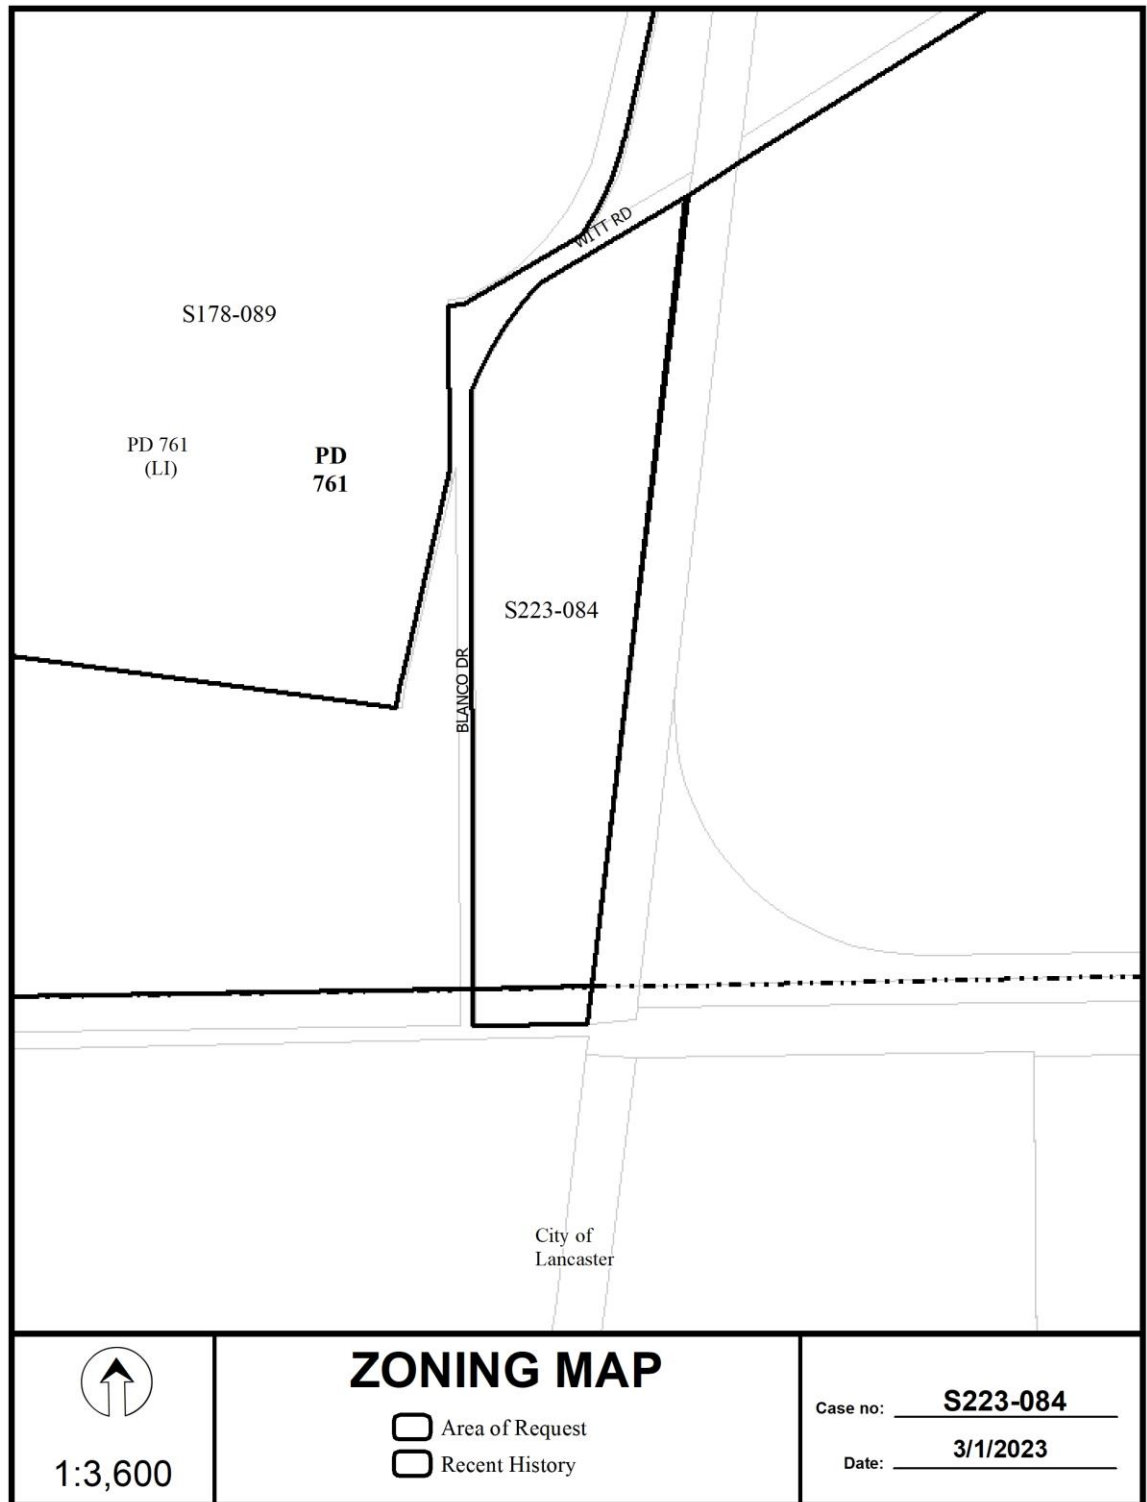 WITT RD
S178-089
PD 761
(LI)
PD
761
S223-084
BLANCO DR
City of
Lancaster
1:3,600
ZONING MAP
Area of Request
Recent History
Case no: S223-084
Date: 3/1/2023